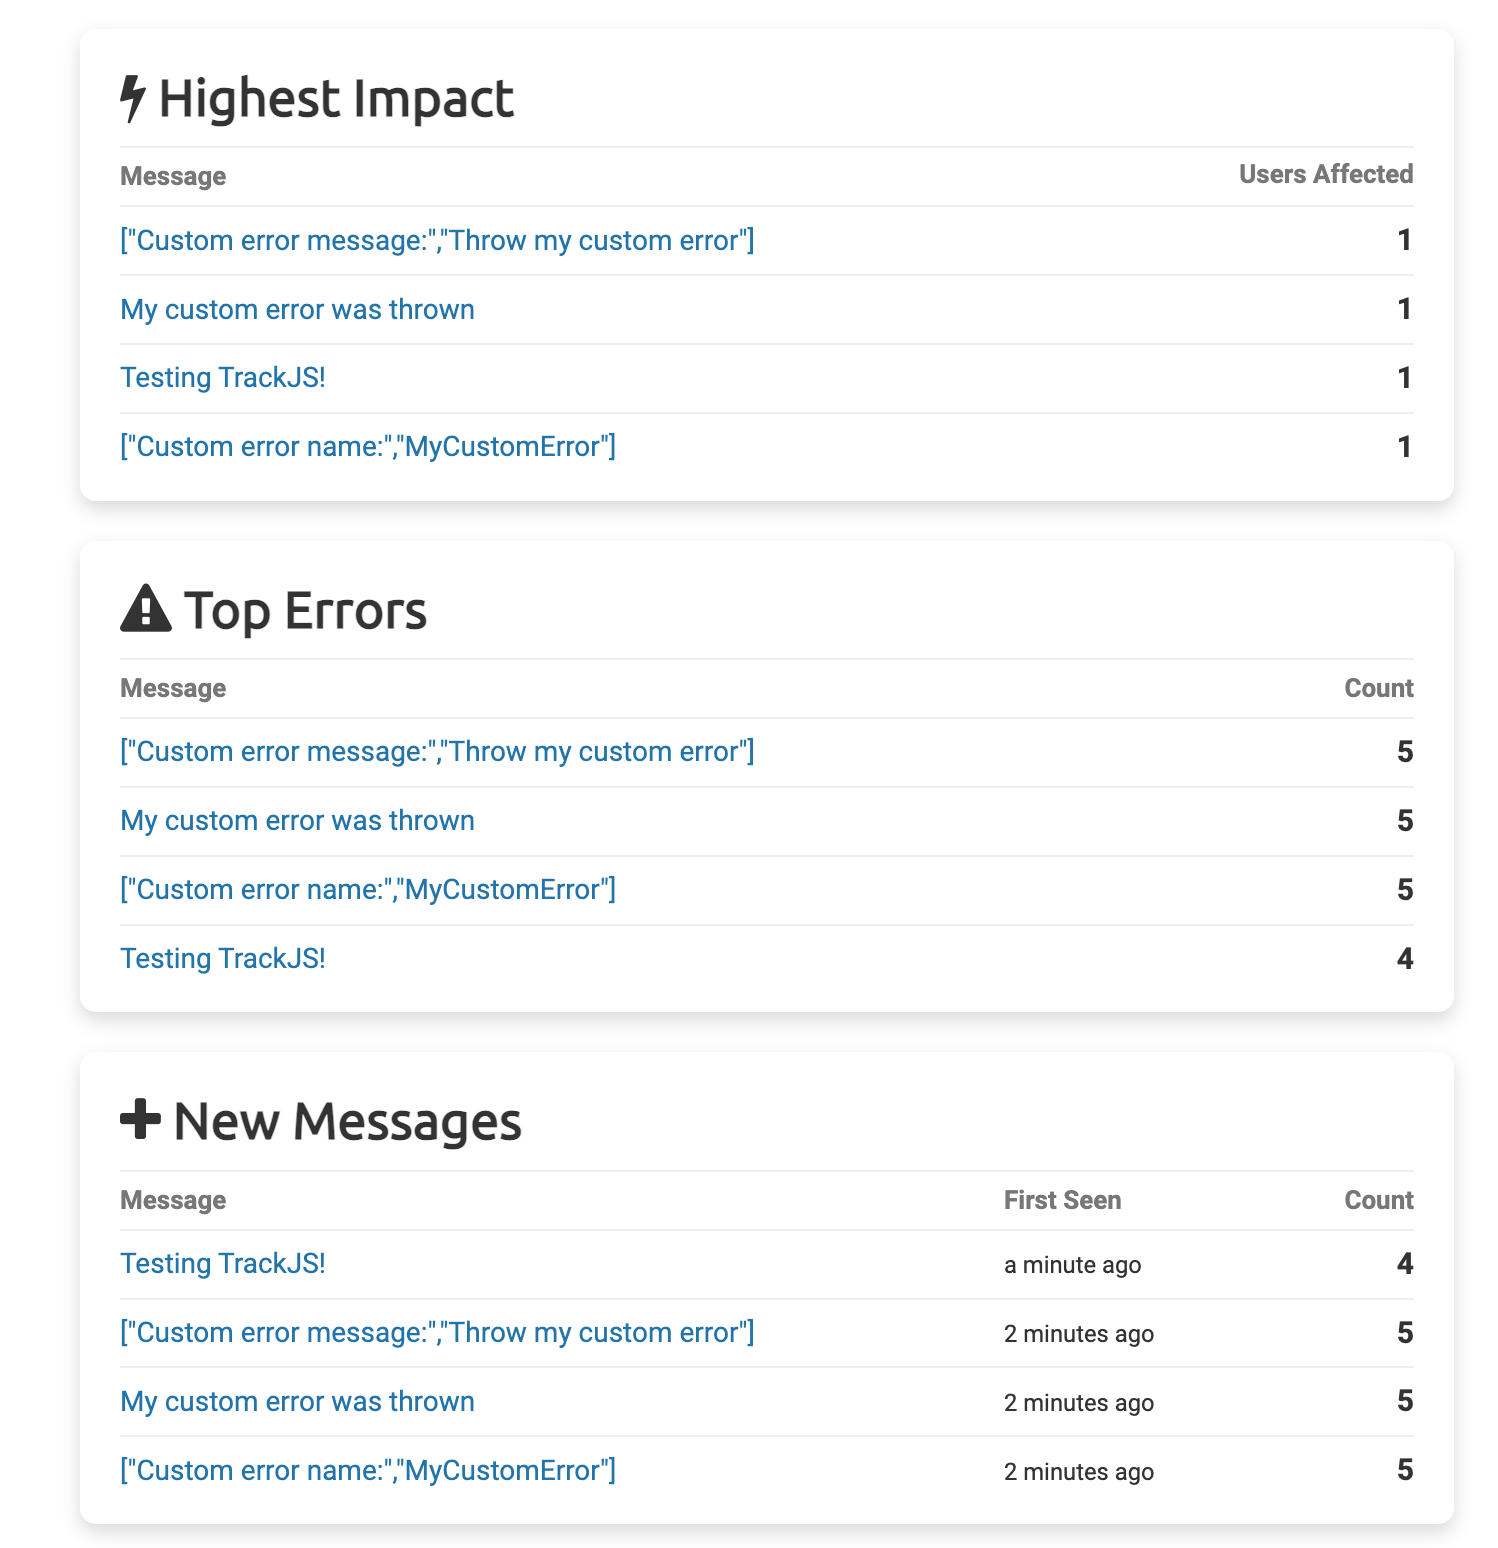 Highest Impact
Message Users Affected
["Custom error message:","Throw my custom error"] 1
My custom error was thrown 1
Testing TrackJS! 1
["Custom error name:","MyCustomError"] 1
Top Errors
Message Count
["Custom error message:","Throw my custom error"] 5
My custom error was thrown 5
["Custom error name:","MyCustomError"] 5
Testing TrackJS! 4
New Messages
Message First Seen Count
Testing TrackJS! a minute ago 4
["Custom error message:","Throw my custom error"] 2 minutes ago 5
My custom error was thrown 2 minutes ago 5
["Custom error name:","MyCustomError"] 2 minutes ago 5